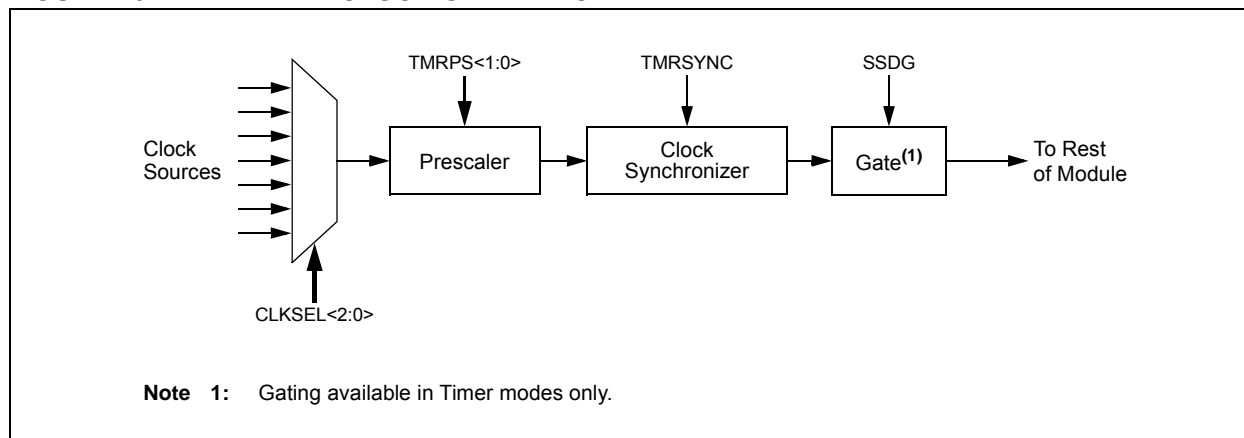 TMRPS<1:0>
TMRSYNC
SSDG
Clock
Sources
Prescaler
Clock
Synchronizer
Gate(1)
To Rest
of Module
CLKSEL<2:0>
Note 1: Gating available in Timer modes only.